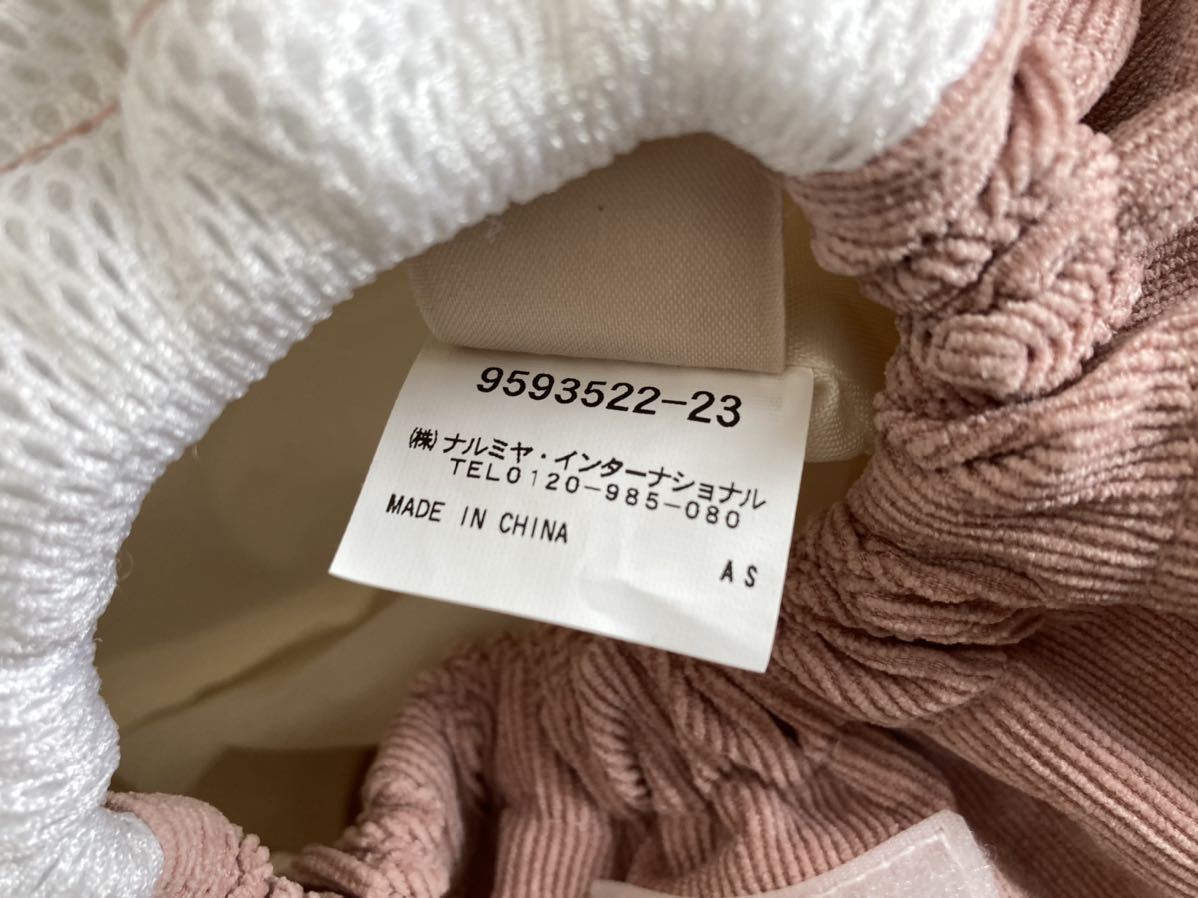 9593522-23
(株)ナルミヤ・インターナショナル
TEL0120-985-080
MADE IN CHINA
AS